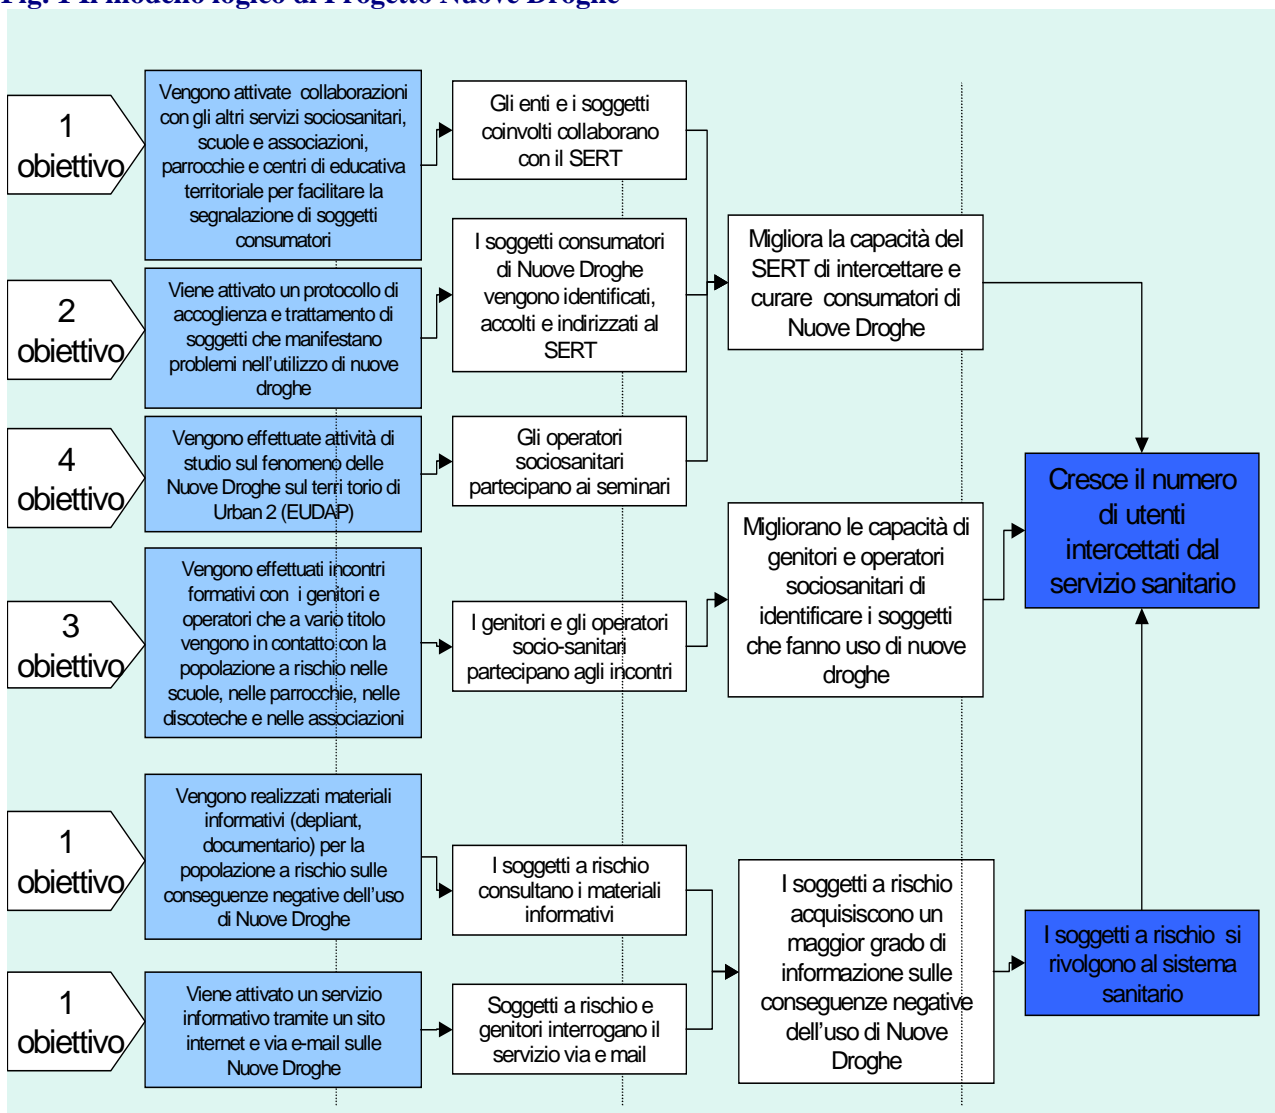 Fig. 1 Il modello logico di Progetto Nuove Droghe
1
obiettivo
Vengono attivate collaborazioni
con gli altri servizi sociosanitari,
scuole e associazioni,
parrocchie e centri di educativa
territoriale per facilitare la
segnalazione di soggetti
consumatori
Gli enti e i soggetti
coinvolti collaborano
con il SERT
2
obiettivo
Viene attivato un protocollo di
accoglienza e trattamento di
soggetti che manifestano
problemi nell'utilizzo di nuove
droghe
I soggetti consumatori
di Nuove Droghe
vengono identificati,
accolti e indirizzati al
SERT
Migliora la capacità del
SERT di intercettare e
curare consumatori di
Nuove Droghe
4
obiettivo
Vengono effettuate attività di
studio sul fenomeno delle
Nuove Droghe sul terri torio di
Urban 2 (EUDAP)
Gli operatori
sociosanitari
partecipano ai seminari
Cresce il numero
di utenti
intercettati dal
servizio sanitario
3
obiettivo
Vengono effettuati incontri
formativi con i genitori e
operatori che a vario titolo
vengono in contatto con la
popolazione a rischio nelle
scuole, nelle parrocchie, nelle
discoteche e nelle associazioni
I genitori e gli operatori
socio-sanitari
partecipano agli incontri
Migliorano le capacità di
genitori e operatori
sociosanitari di
identificare i soggetti
che fanno uso di nuove
droghe
1
obiettivo
Vengono realizzati materiali
informativi (depliant,
documentario) per la
popolazione a rischio sulle
conseguenze negative dell'uso
di Nuove Droghe
I soggetti a rischio
consultano i materiali
informativi
I soggetti a rischio
acquisiscono un
maggior grado di
informazione sulle
conseguenze negative
dell'uso di Nuove
Droghe
I soggetti a rischio si
rivolgono al sistema
sanitario
1
obiettivo
Viene attivato un servizio
informativo tramite un sito
internet e via e-mail sulle
Nuove Droghe
Soggetti a rischio e
genitori interrogano il
servizio via e mail